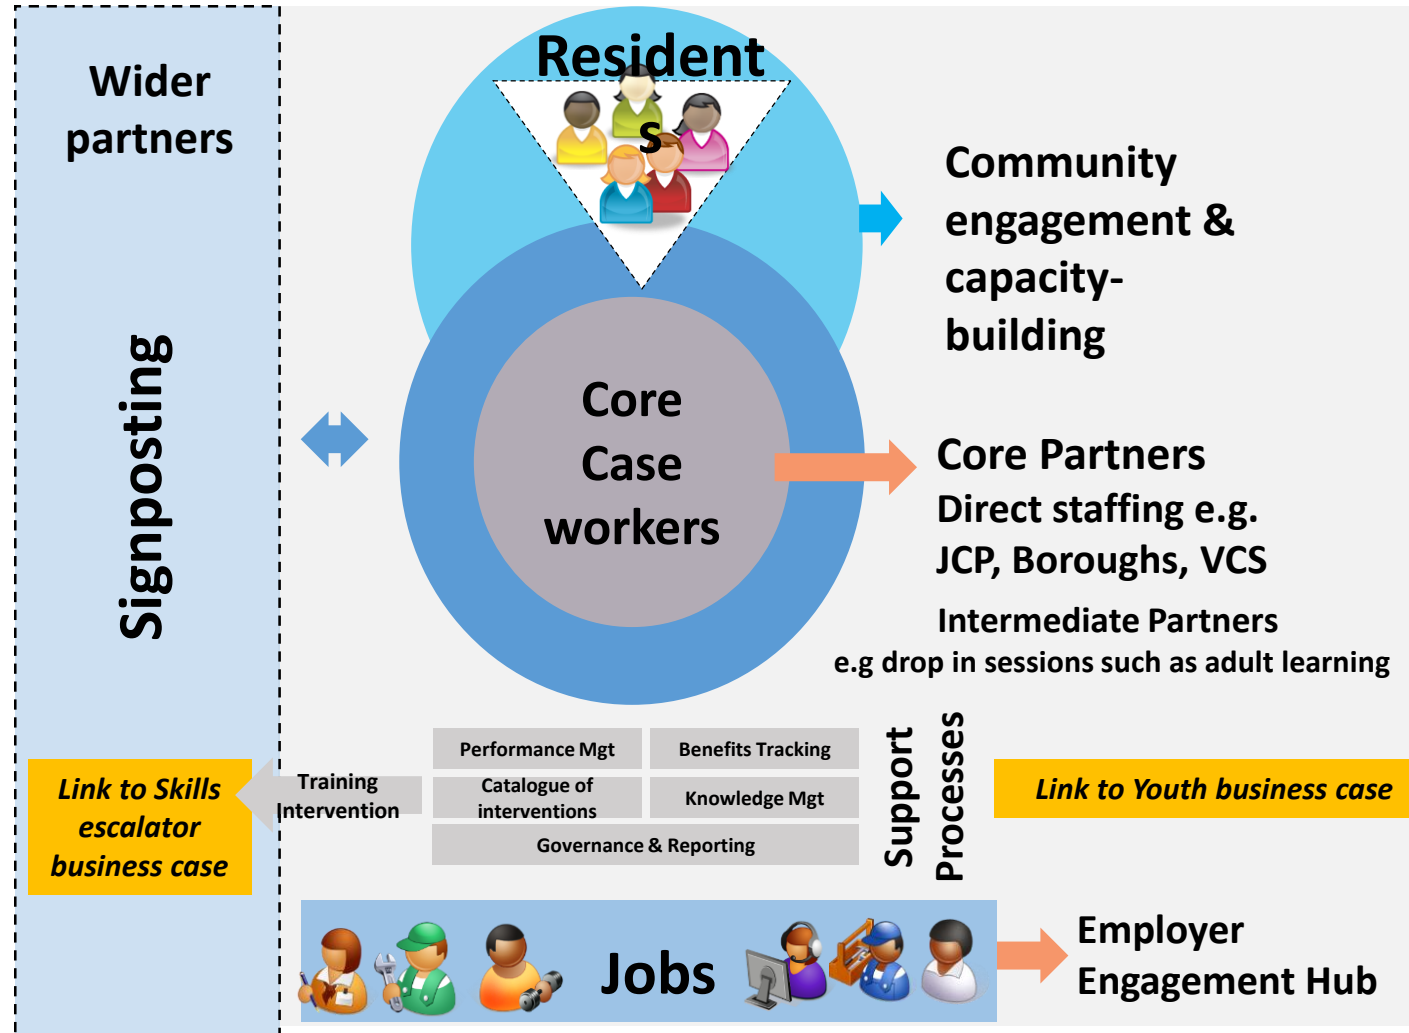 Wider
partners
Signposting
Resident
s
Community
engagement &
capacity-
building
Core
Case
workers
Core Partners
Direct staffing e.g.
JCP, Boroughs, VCS
Intermediate Partners
e.g drop in sessions such as adult learning
Performance Mgt
Benefits Tracking
Catalogue of
interventions
Knowledge Mgt
Governance & Reporting
Support
Processes
Training
Intervention
Link to Skills
escalator
business case
Link to Youth business case
Jobs
Employer
Engagement Hub